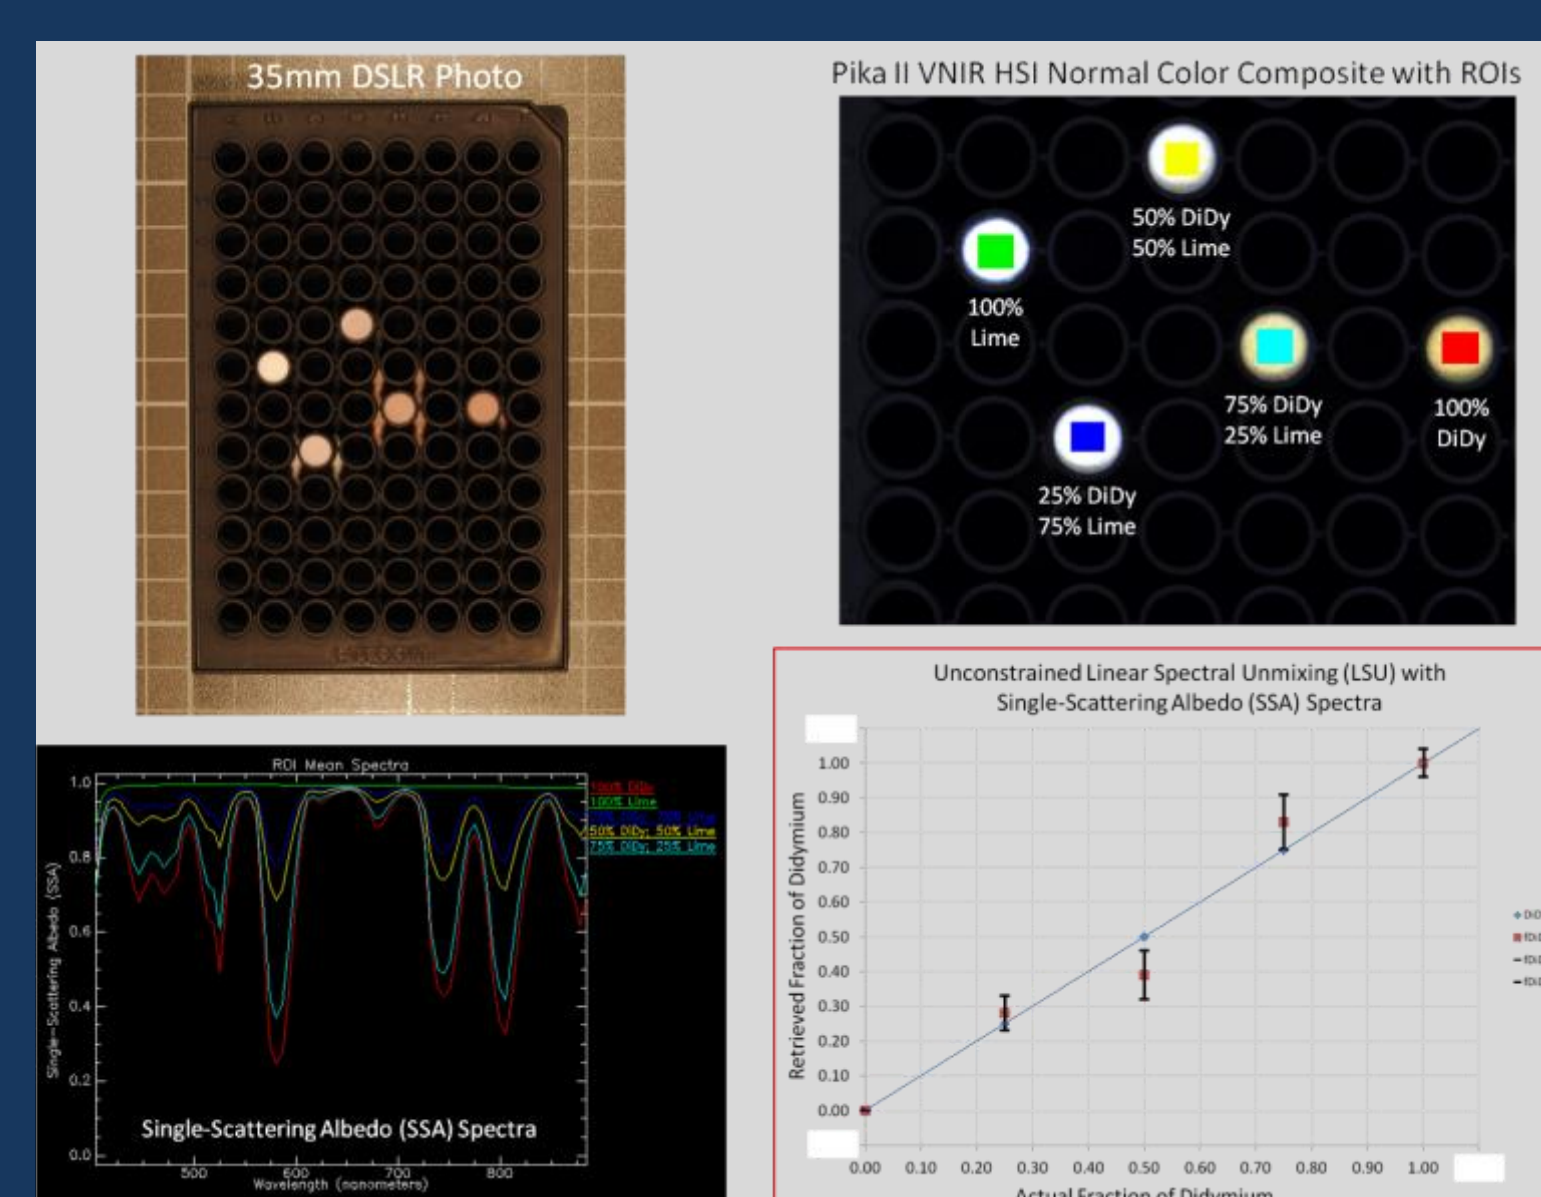 35mm DSLR Photo
Pika II VNIR HSI Normal Color Composite with ROIs
50% DiDy
50% Lime
100%
Lime
75% DiDy
25% Lime
100%
DiDy
25% DiDy
75% Lime
ROI Mean Spectra
1.0
0.8
0.6
0.4
0.2
0.0
Single-Scattering Albedo (SSA)
100% DiDy
100% Lime
50% DiDy; 50% Lime
75% DiDy; 25% Lime
Single-Scattering Albedo (SSA) Spectra
500
600
700
800
Wavelength (nanometers)
Unconstrained Linear Spectral Unmixing (LSU) with
Single-Scattering Albedo (SSA) Spectra
Retrieved Fraction of Didymium
1.00
0.90
0.80
0.70
0.60
0.50
0.40
0.30
0.20
0.10
0.00
0.00 0.10 0.20 0.30 0.40 0.50 0.60 0.70 0.80 0.90 1.00
Actual Fraction of Didymium